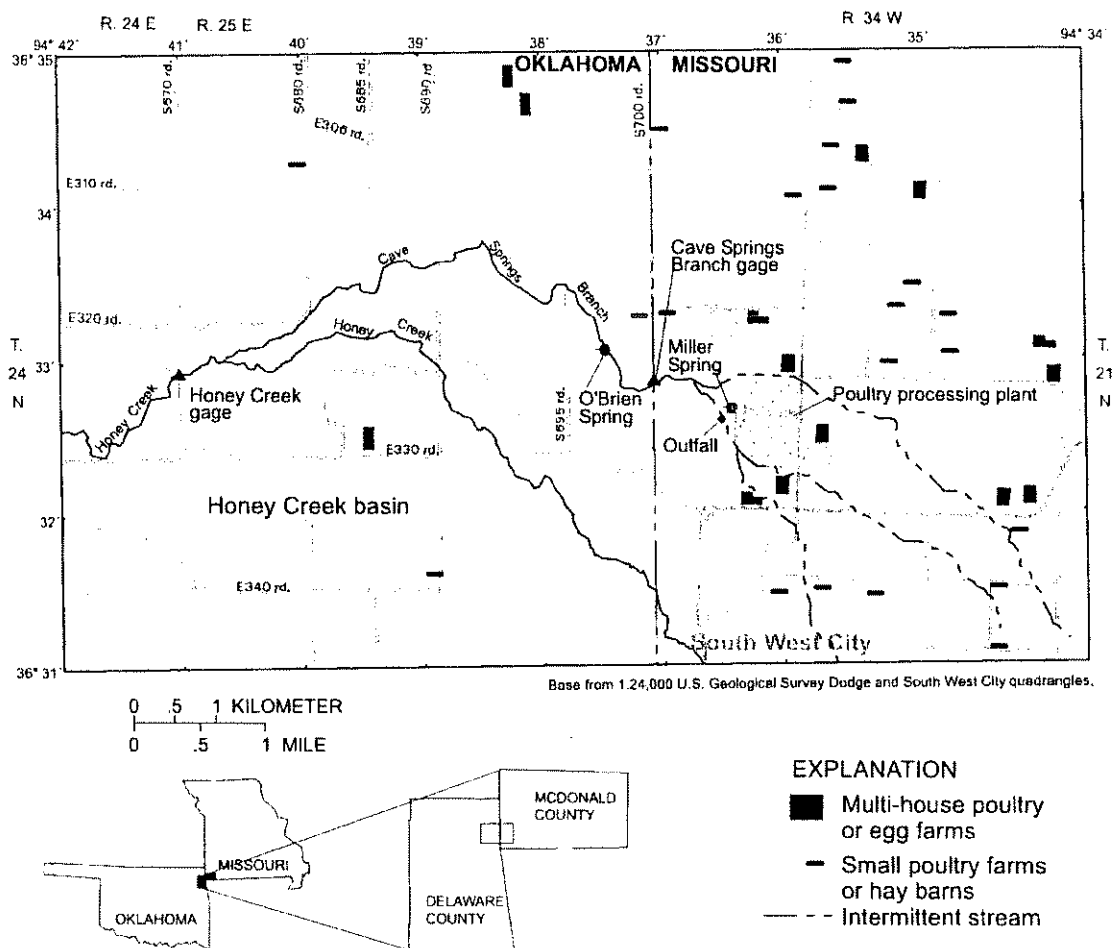 R. 24 E R. 25 E R. 34 W
94° 42' 41' 40' 39' 38' 37' 36' 35' 94° 34'
36° 35'
OKLAHOMA MISSOURI
S670 rd.
S680 rd.
S685 rd.
S690 rd
S700 rd.
E306 rd.
E310 rd.
34'
Cave Springs Branch
Cave Springs
Branch gage
E320 rd.
Honey Creek
Miller
Spring
T.
24
N
33'
T.
21
N
Honey Creek
Honey Creek
gage
O'Brien
Spring
Poultry processing plant
S695 rd.
Outfall
E330 rd.
Honey Creek basin
32'
E340 rd.
South West City
36° 31'
Base from 1:24,000 U.S. Geological Survey Dodge and South West City quadrangles.
0 .5 1 KILOMETER
0 .5 1 MILE
MISSOURI
OKLAHOMA
MCDONALD
COUNTY
DELAWARE
COUNTY
EXPLANATION
Multi-house poultry
or egg farms
Small poultry farms
or hay barns
Intermittent stream